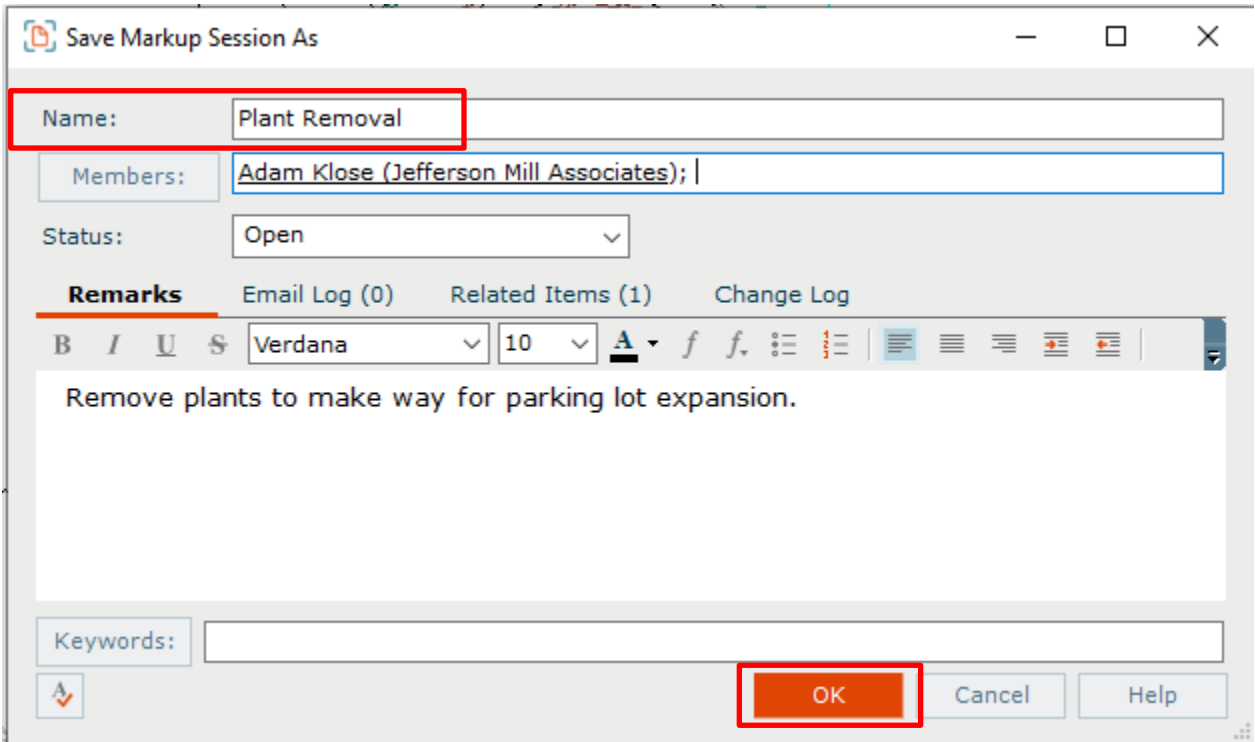 Save Markup Session As
Name: Plant Removal
Members: Adam Klose (Jefferson Mill Associates);
Status: Open
Remarks Email Log (0) Related Items (1) Change Log
B I U S Verdana 10 A f f
Remove plants to make way for parking lot expansion.
Keywords:
OK Cancel Help